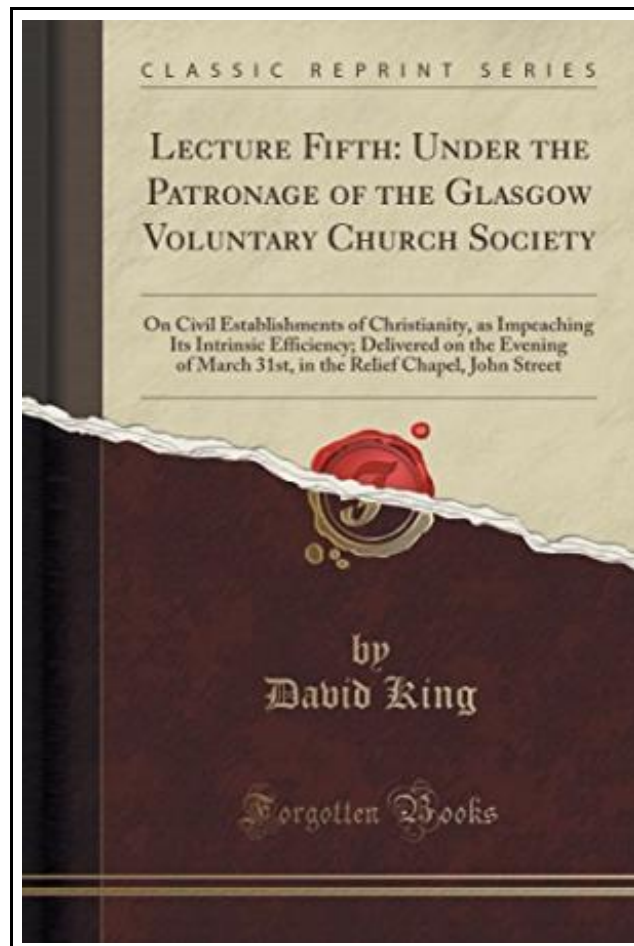 CLASSIC REPRINT SERIES
LECTURE FIFTH: UNDER THE
PATRONAGE OF THE GLASGOW
VOLUNTARY CHURCH SOCIETY
On Civil Establishments of Christianity, as Impeaching
Its Intrinsic Efficiency; Delivered on the Evening
of March 31st, in the Relief Chapel, John Street
by
David King
Forgotten Books